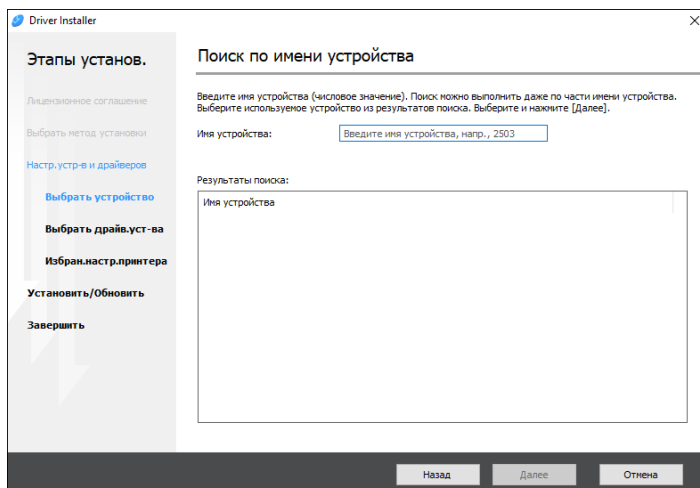 Driver Installer
Этапы установ.
Лицензионное соглашение
Выбрать метод установки
Настр.устр-в и драйверов
Выбрать устройство
Выбрать драйв.уст-ва
Избран.настр.принтера
Установить/Обновить
Завершить
Поиск по имени устройства
Введите имя устройства (числовое значение). Поиск можно выполнить даже по части имени устройства.
Выберите используемое устройство из результатов поиска. Выберите и нажмите [Далее].
Имя устройства: Введите имя устройства, напр., 2503
Результаты поиска:
Имя устройства
Назад Далее Отмена